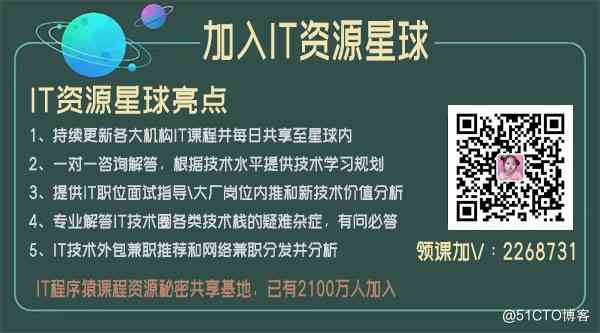 加入IT资源星球
IT资源星球亮点
1、持续更新各大机构IT课程并每日共享至星球内
2、一对一咨询解答，根据技术水平提供技术学习规划
3、提供IT职位面试指导\大厂岗位内推和新技术价值分析
4、专业解答IT技术圈各类技术栈的疑难杂症，有问必答
5、IT技术外包兼职推荐和网络兼职分发并分析
领课加\/：2268731
IT程序猿课程资源秘密共享基地，已有2100万人加入
@51CTO博客